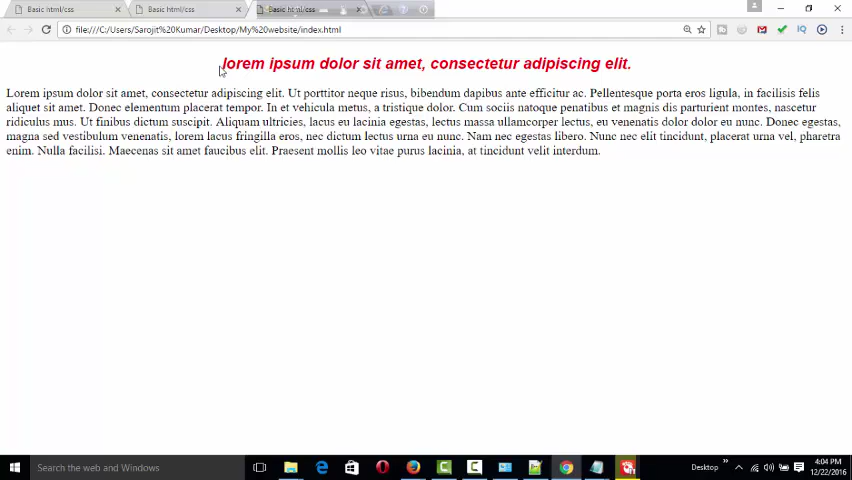 Basic html/css
Basic html/css
Basic html/css
file:///C:/Users/Sarojit%20Kumar/Desktop/My%20website/index.html
IQ
lorem ipsum dolor sit amet, consectetur adipiscing elit.
Lorem ipsum dolor sit amet, consectetur adipiscing elit. Ut porttitor neque risus, bibendum dapibus ante efficitur ac. Pellentesque porta eros ligula, in facilisis felis
aliquet sit amet. Donec elementum placerat tempor. In et vehicula metus, a tristique dolor. Cum sociis natoque penatibus et magnis dis parturient montes, nascetur
ridiculus mus. Ut finibus dictum suscipit. Aliquam ultricies, lacus eu lacinia egestas, lectus massa ullamcorper lectus, eu venenatis dolor dolor eu nunc. Donec egestas,
magna sed vestibulum venenatis, lorem lacus fringilla eros, nec dictum lectus urna eu nunc. Nam nec egestas libero. Nunc nec elit tincidunt, placerat urna vel, pharetra
enim. Nulla facilisi. Maecenas sit amet faucibus elit. Praesent mollis leo vitae purus lacinia, at tincidunt velit interdum.
Search the web and Windows
Desktop
4:04 PM
12/22/2016